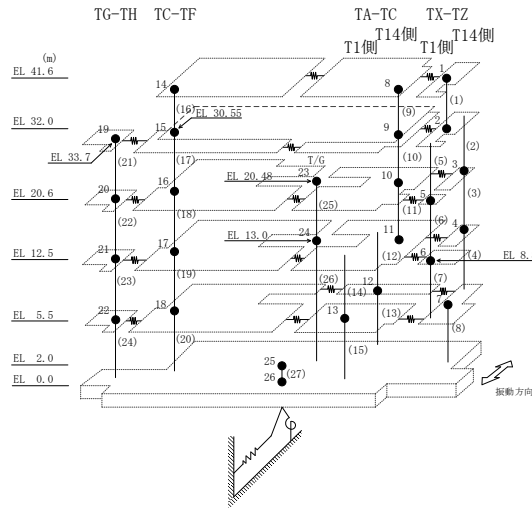 TG-TH TC-TF TA-TC TX-TZ
T1側 T14側 T1側 T14側
(m)
EL 41.6
14 8 1
(16) (9) (1)
EL 30.55
EL 32.0
19 15 9 2
EL 33.7
(21) (17) (10) (2)
T/G
EL 20.6
20 16 EL 20.48 23 10 (5) 3
(22) (18) (25) (11) 5 (3)
(6)
EL 12.5
21 17 EL 13.0 24 11 6 4
(23) (19) (12) (4) EL 8.
(26) (14) 12 (7)
EL 5.5
22 18 13 (13) 7
(24) (20) (15) (8)
EL 2.0
EL 0.0
25
26 (27)
振動方向